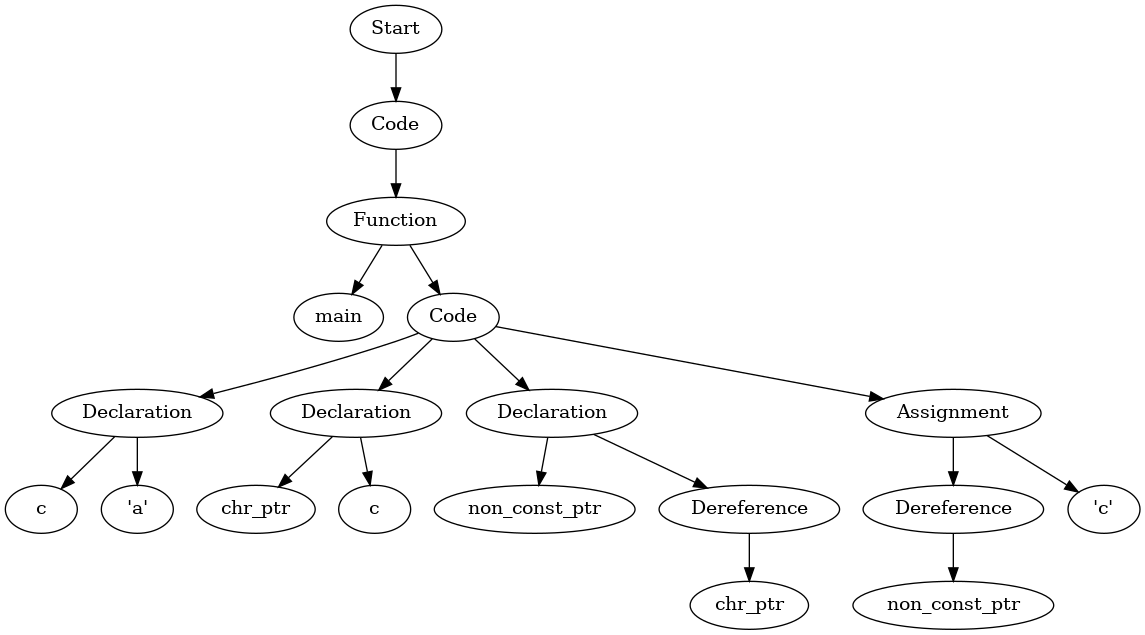 Start
Code
Function
main
Code
Declaration
Declaration
Declaration
Assignment
c
'a'
chr_ptr
c
non_const_ptr
Dereference
Dereference
'c'
chr_ptr
non_const_ptr